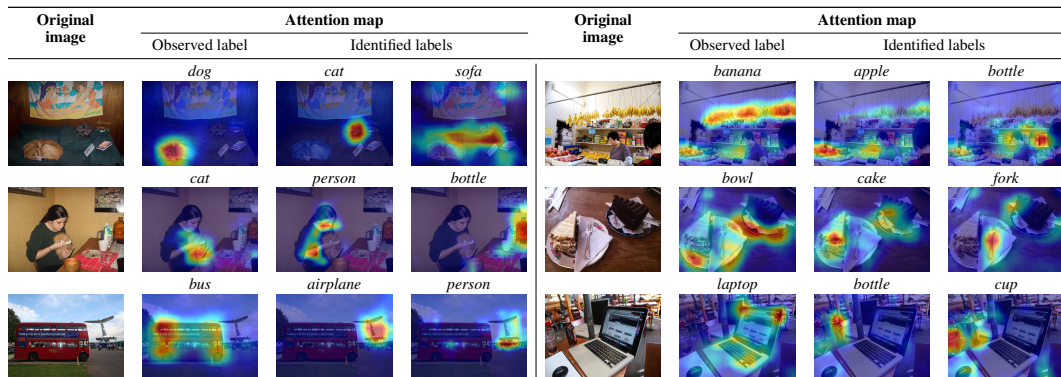 Original image Attention map Original image Attention map
Observed label Identified labels Observed label Identified labels
dog cat sofa banana apple bottle
cat person bottle bowl cake fork
bus airplane person laptop bottle cup